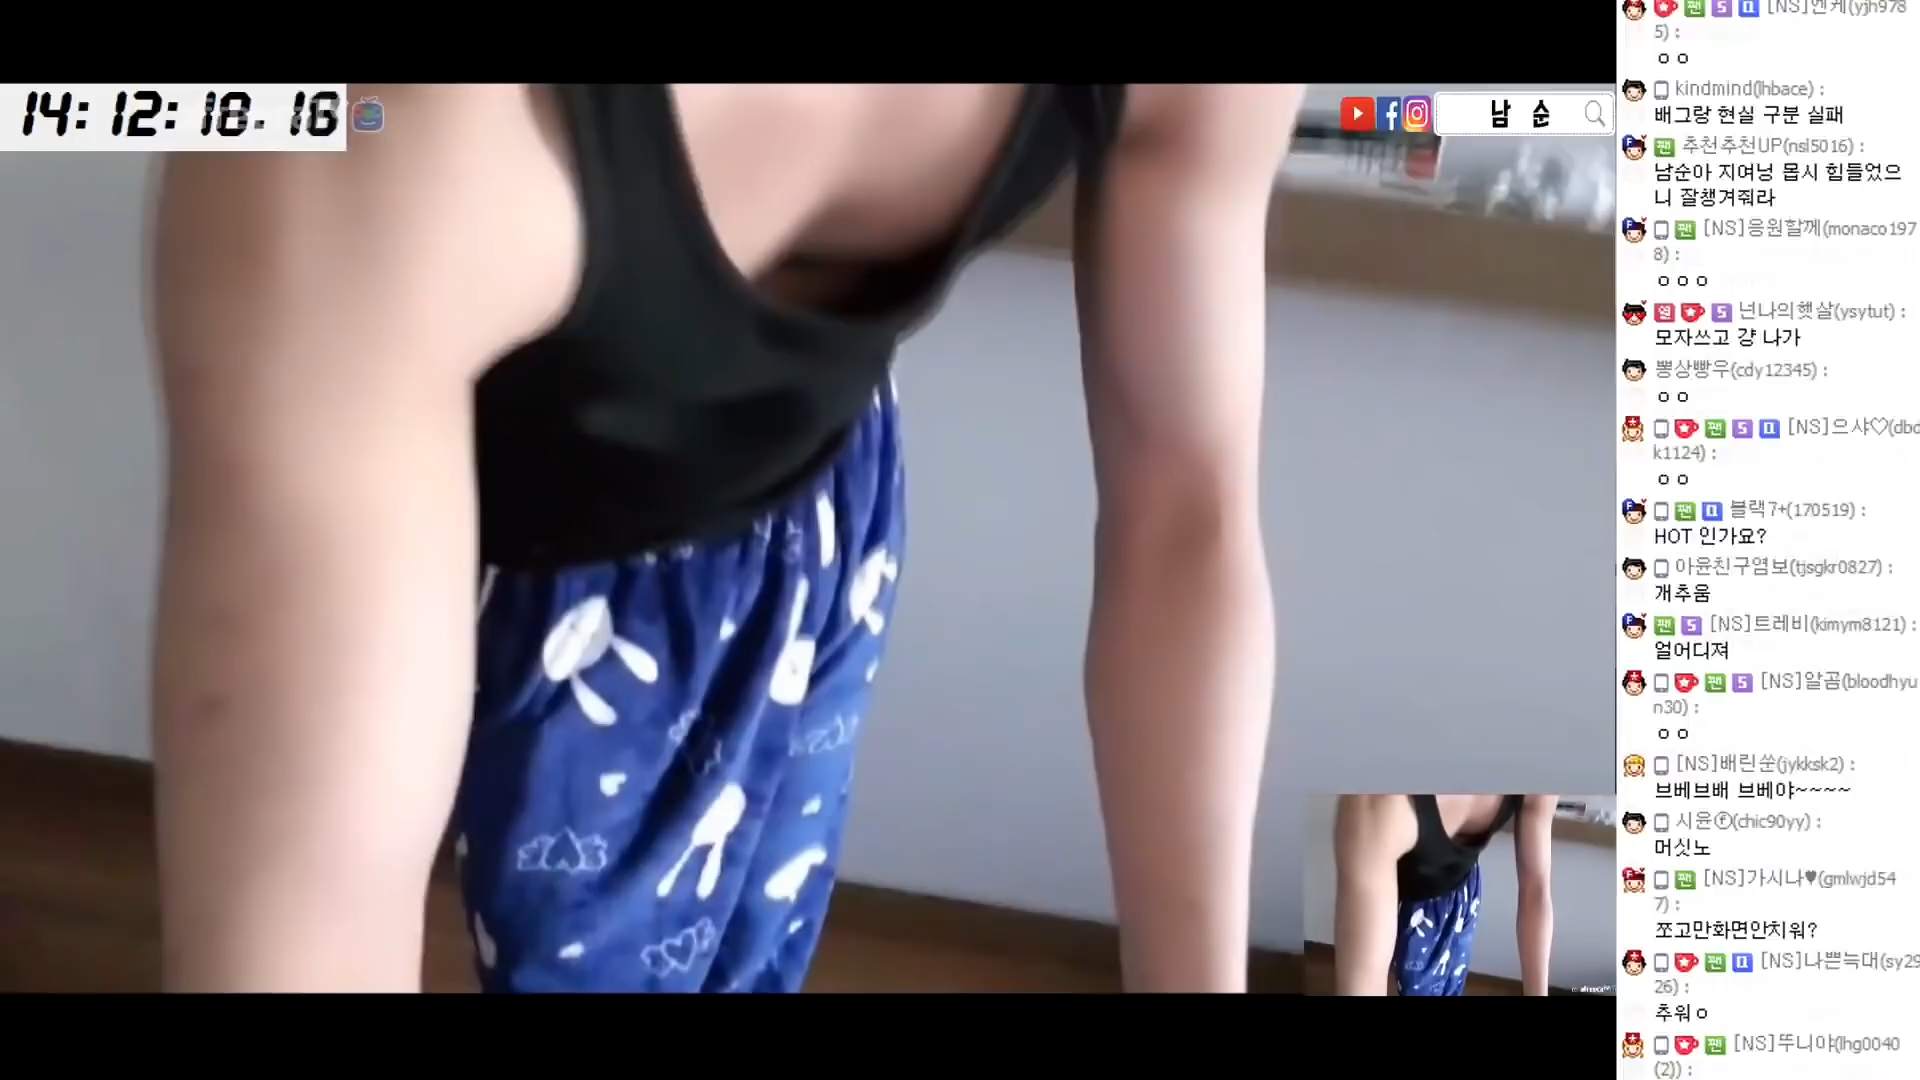 14:12:18.16
남 순
[NS]엔케(yjh978
5) :
ㅇㅇ
kindmind(lhbace) :
배그랑 현실 구분 실패
추천추천UP(nsl5016) :
남순아 지여닝 몹시 힘들었으
니 잘챙겨줘라
[NS]응원할께(monaco197
8) :
ㅇㅇㅇ
넌나의햇살(ysytut) :
모자쓰고 걍 나가
뽕상빵우(cdy12345) :
ㅇㅇ
[NS]으샤♡(dbd
k1124) :
ㅇㅇ
블랙7+(170519) :
HOT 인가요?
아윤친구염보(tjsgkr0827) :
개추움
[NS]트레비(kimym8121) :
얼어디져
[NS]알곰(bloodhyu
n30) :
ㅇㅇ
[NS]배린쑨(jykksk2) :
브베브배 브베야~~~~
시윤ⓕ(chic90yy) :
머싯노
[NS]가시나♥(gmlwjd54
7) :
쪼고만화면안치워?
[NS]나쁜늑대(sy29
26) :
추워ㅇ
[NS]뚜니야(lhg0040
(2)) :